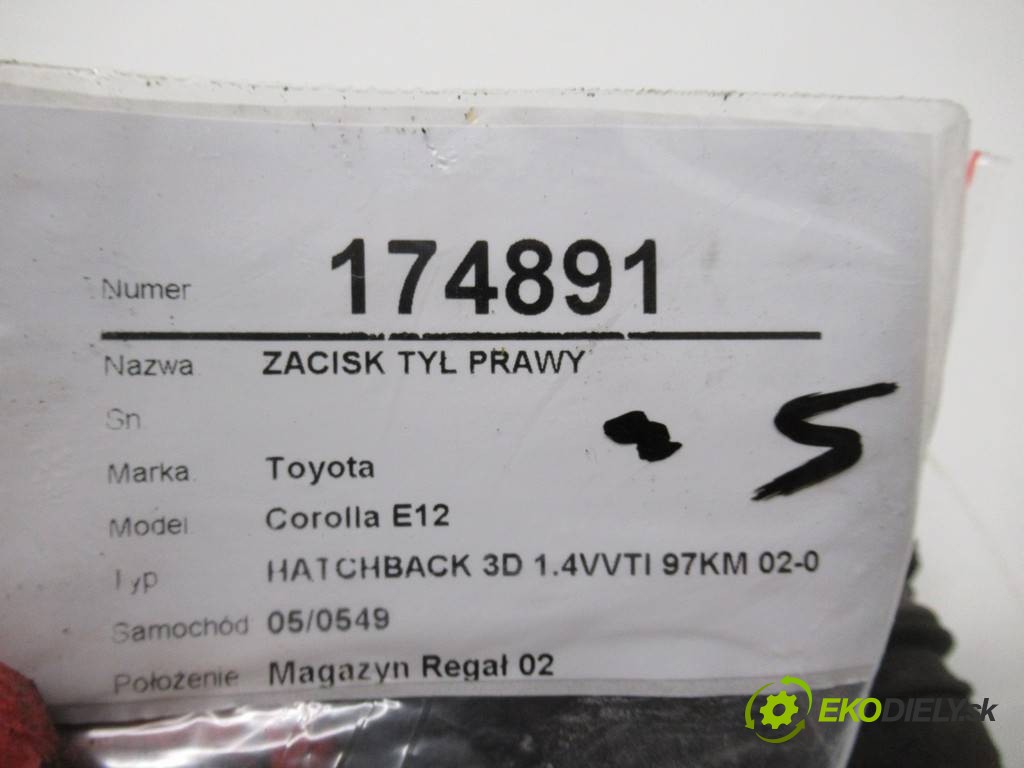 Numer 174891
Nazwa ZACISK TYŁ PRAWY
Sn
Marka Toyota
Model Corolla E12
Typ HATCHBACK 3D 1.4VVTI 97KM 02-0
Samochód 05/0549
Położenie Magazyn Regał 02
S
EKODIELY.sk